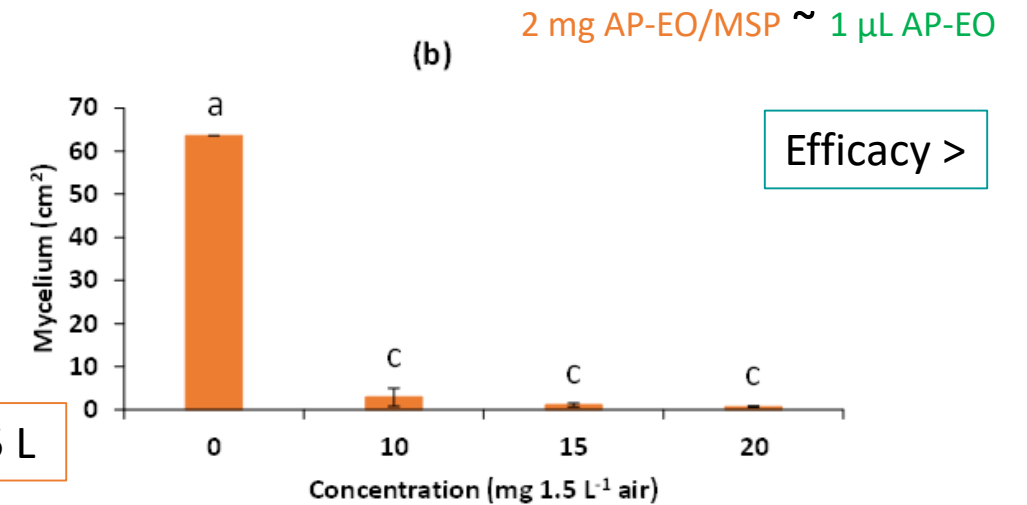 2 mg AP-EO/MSP ~ 1 µL AP-EO
(b)
Efficacy >
Mycelium (cm²)
70
60
50
40
30
20
10
0
a
c
c
c
L
0 10 15 20
Concentration (mg 1.5 L⁻¹ air)